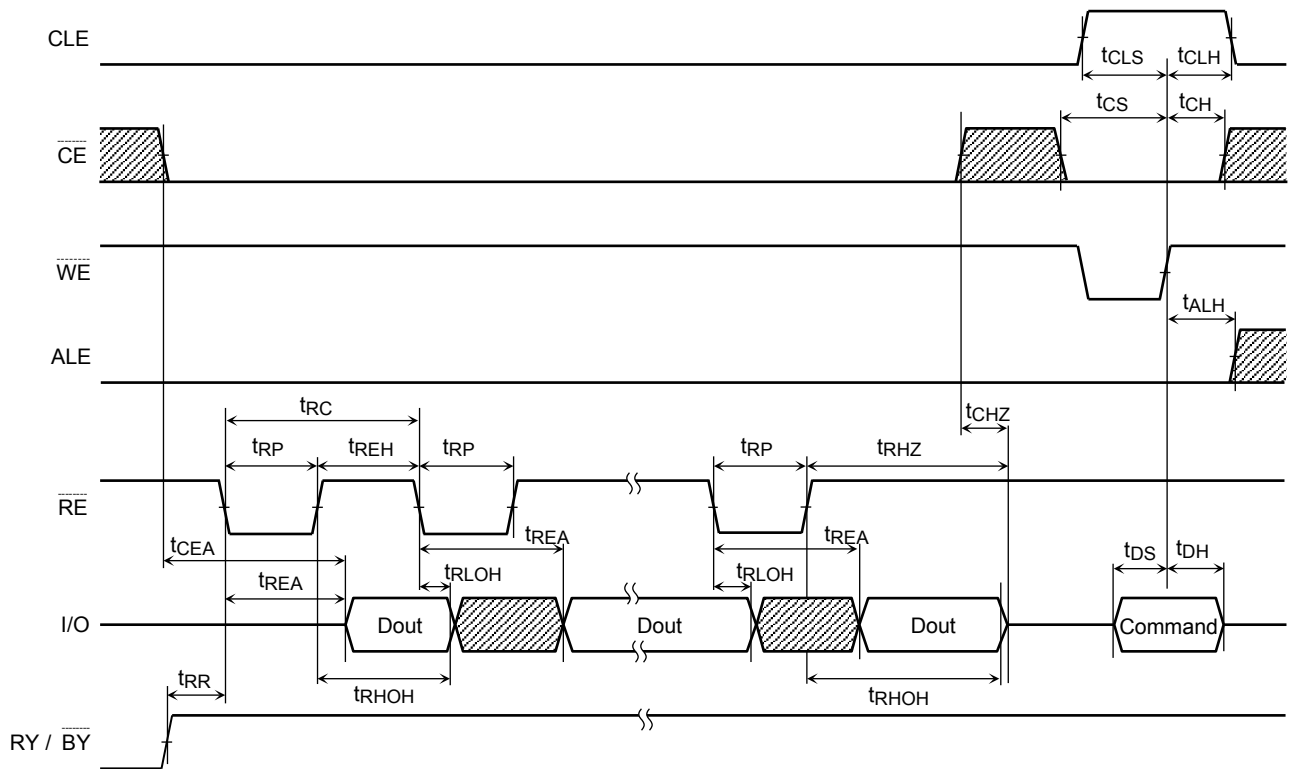 CLE
tCLS tCLH
tCS tCH
CE
WE
tALH
ALE
tRC
tCHZ
tRP tREH tRP tRP tRHZ
RE
tCEA tREA tREA
tREA tRLOH tRLOH tDS tDH
I/O Dout Dout Dout Command
tRR tRHOH tRHOH
RY / BY